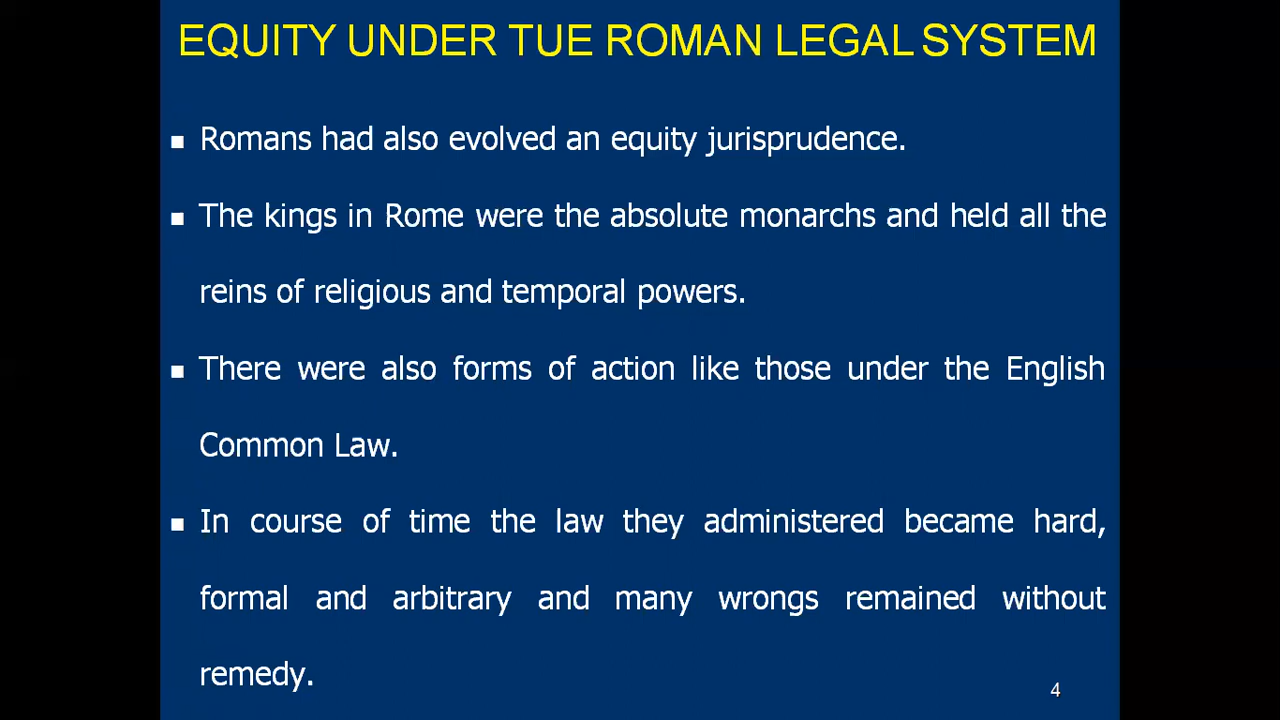 EQUITY UNDER TUE ROMAN LEGAL SYSTEM
▪ Romans had also evolved an equity jurisprudence.
▪ The kings in Rome were the absolute monarchs and held all the
reins of religious and temporal powers.
▪ There were also forms of action like those under the English
Common Law.
▪ In course of time the law they administered became hard,
formal and arbitrary and many wrongs remained without
remedy.
4